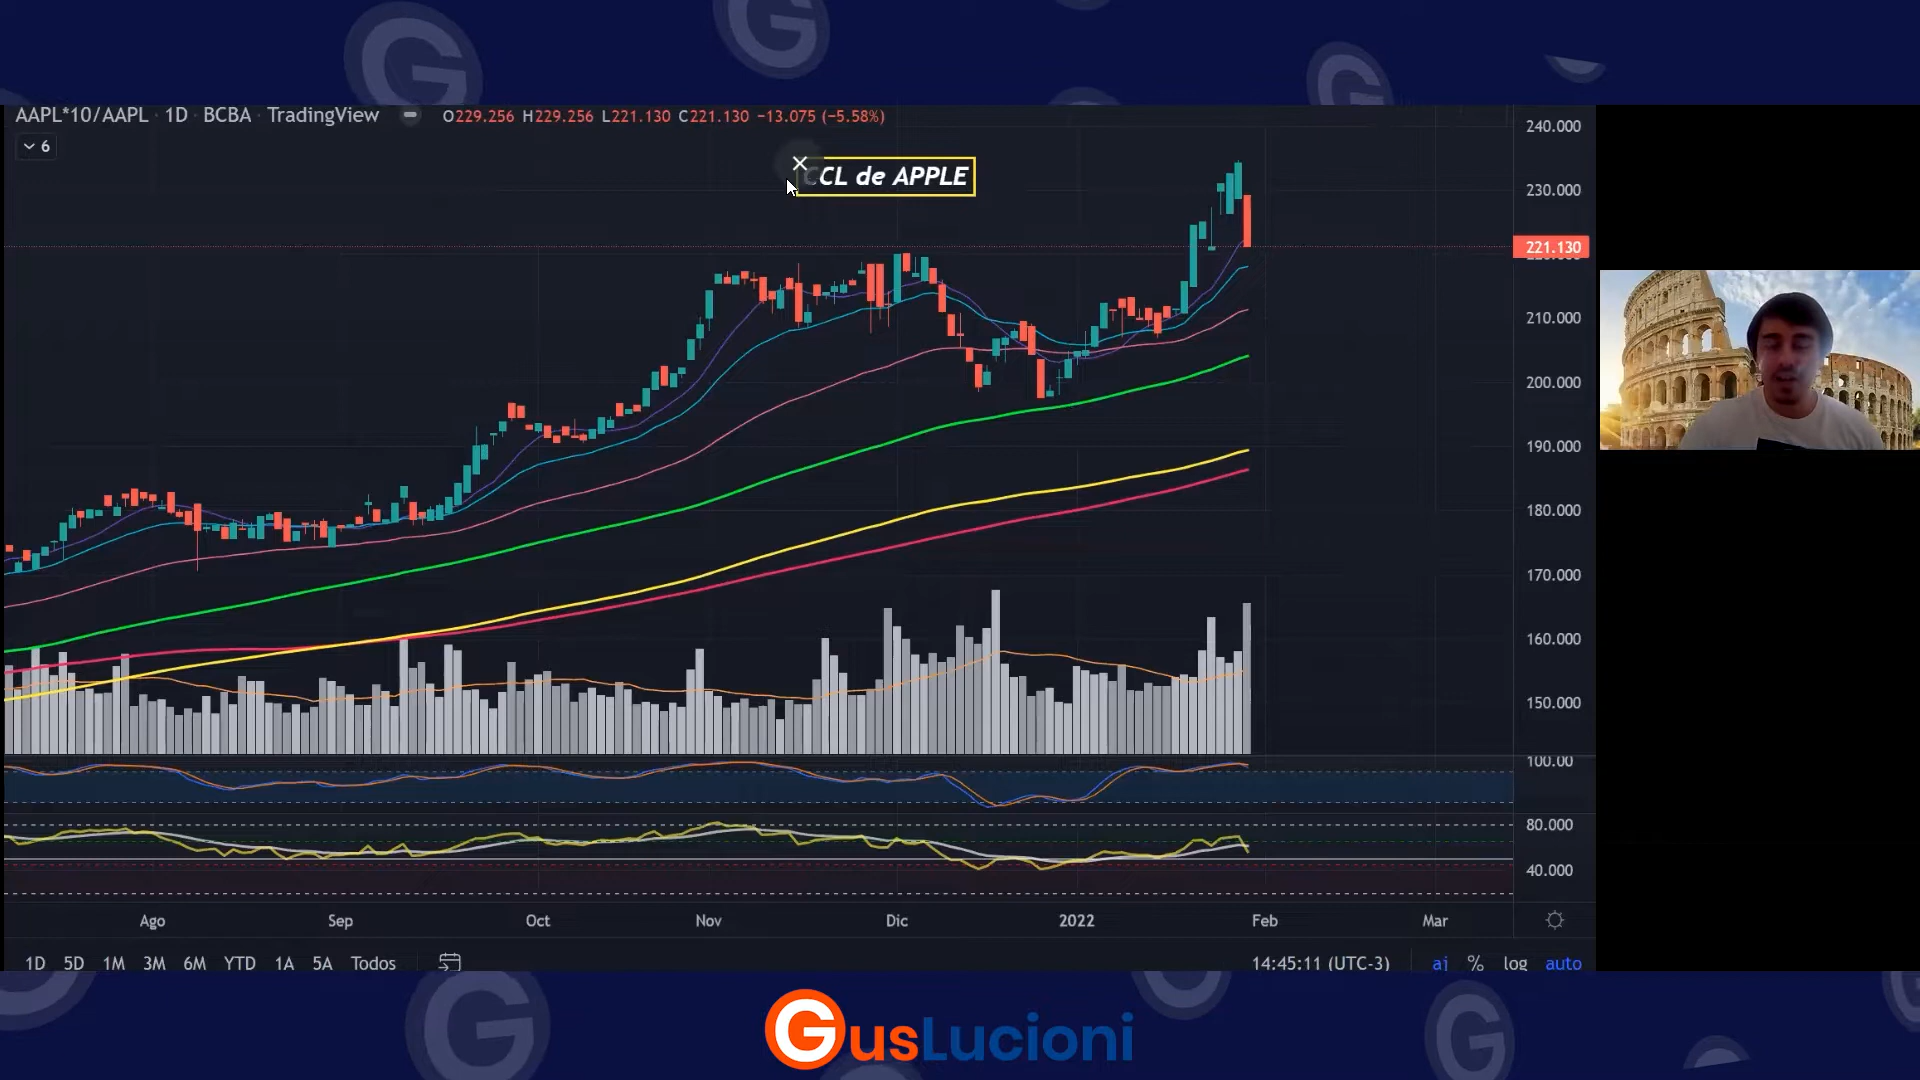 AAPL*10/AAPL · 1D · BCBA · TradingView O229.256 H229.256 L221.130 C221.130 −13.075 (−5.58%)
6
CCL de APPLE
240.000
230.000
221.130
210.000
200.000
190.000
180.000
170.000
160.000
150.000
100.00
80.000
40.000
Ago Sep Oct Nov Dic 2022 Feb Mar
1D 5D 1M 3M 6M YTD 1A 5A Todos 14:45:11 (UTC-3) aj % log auto
GusLucioni